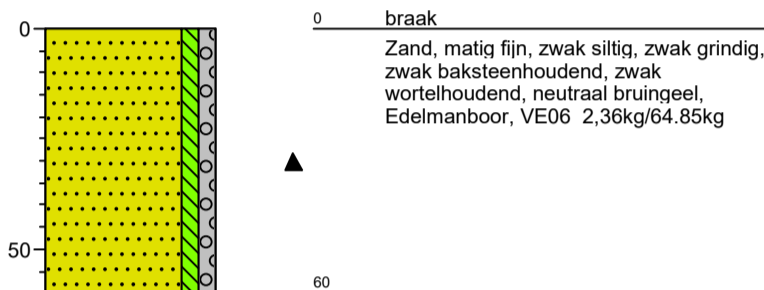 0
0 braak
Zand, matig fijn, zwak siltig, zwak grindig,
zwak baksteenhoudend, zwak
wortelhoudend, neutraal bruingeel,
Edelmanboor, VE06 2,36kg/64.85kg
50
60